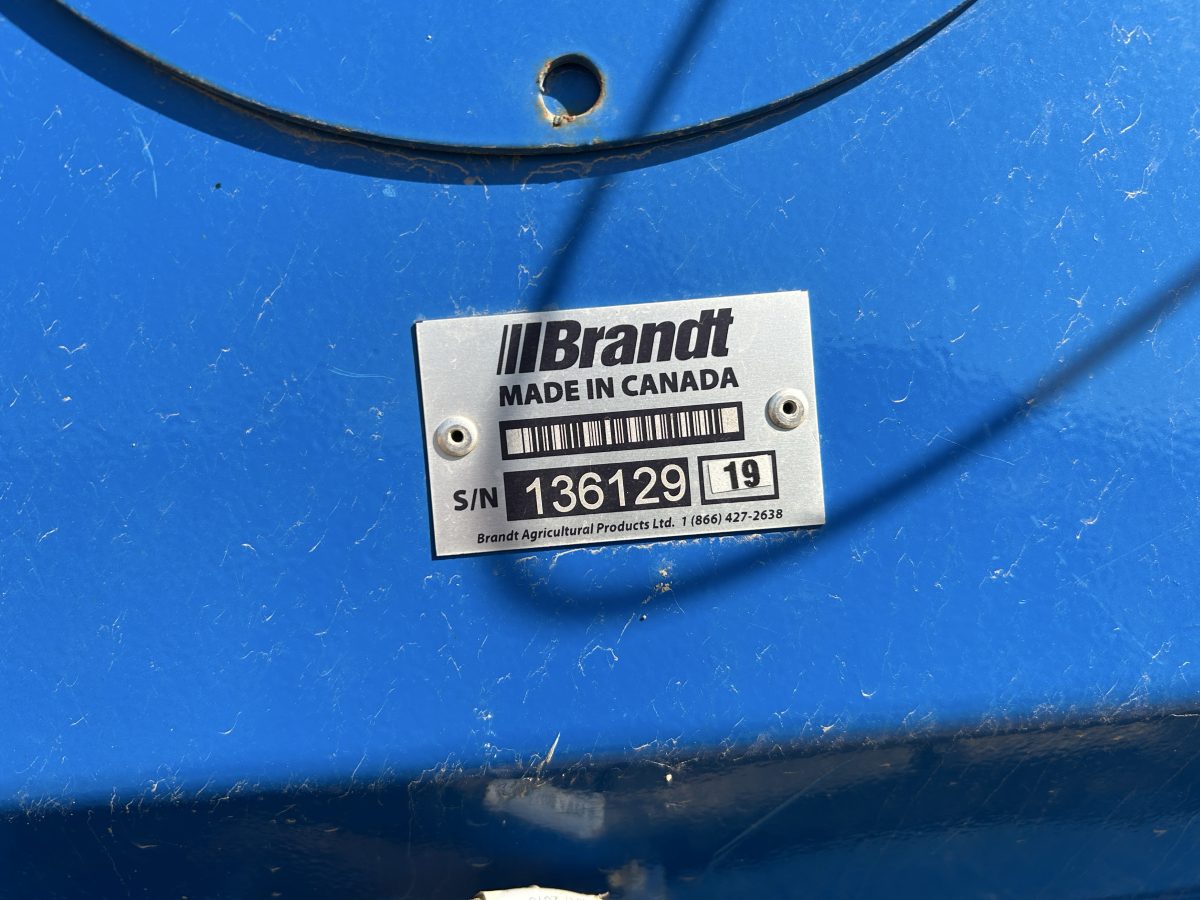 Brandt
MADE IN CANADA
S/N 136129 19
Brandt Agricultural Products Ltd. 1 (866) 427-2638